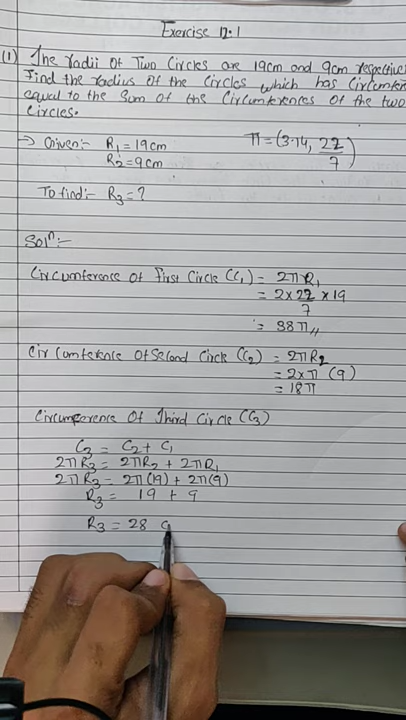 Exercise 12.1
(1) The radii of Two Circles are 19cm and 9cm respective
Find the radius of the circles which has Circumferen
equal to the Sum of the Circumferences of the two
Circles.
→ Given:- R₁ = 19cm π = (3.14, 22/7)
R₂ = 9cm
To find:- R₃ = ?
Solⁿ:-
Circumference Of First Circle (C₁) = 2πR₁
= 2 × 22/7 × 19
= 38π
Circumference Of Second Circle (C₂) = 2πR₂
= 2×π (9)
= 18π
Circumference Of Third Circle (C₃)
C₃ = C₂ + C₁
2πR₃ = 2πR₂ + 2πR₁
2πR₃ = 2π(19) + 2π(9)
R₃ = 19 + 9
R₃ = 28 c